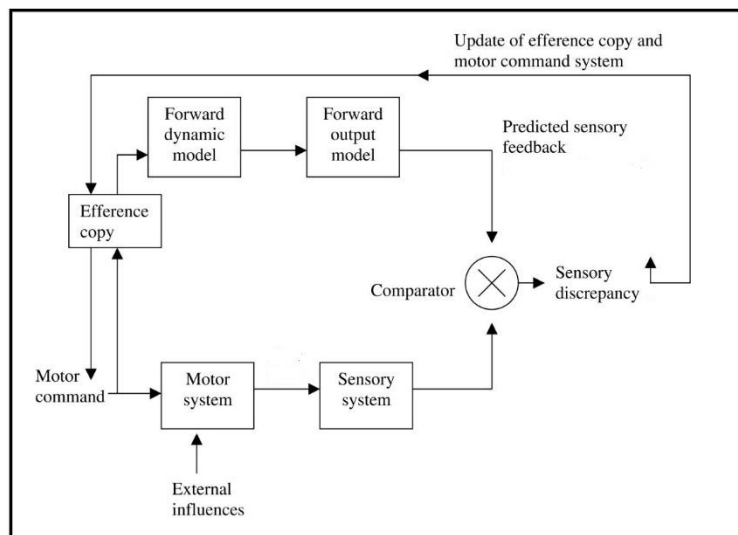 Update of efference copy and
motor command system
Forward
dynamic
model
Forward
output
model
Predicted sensory
feedback
Efference
copy
Comparator
Sensory
discrepancy
Motor
command
Motor
system
Sensory
system
External
influences